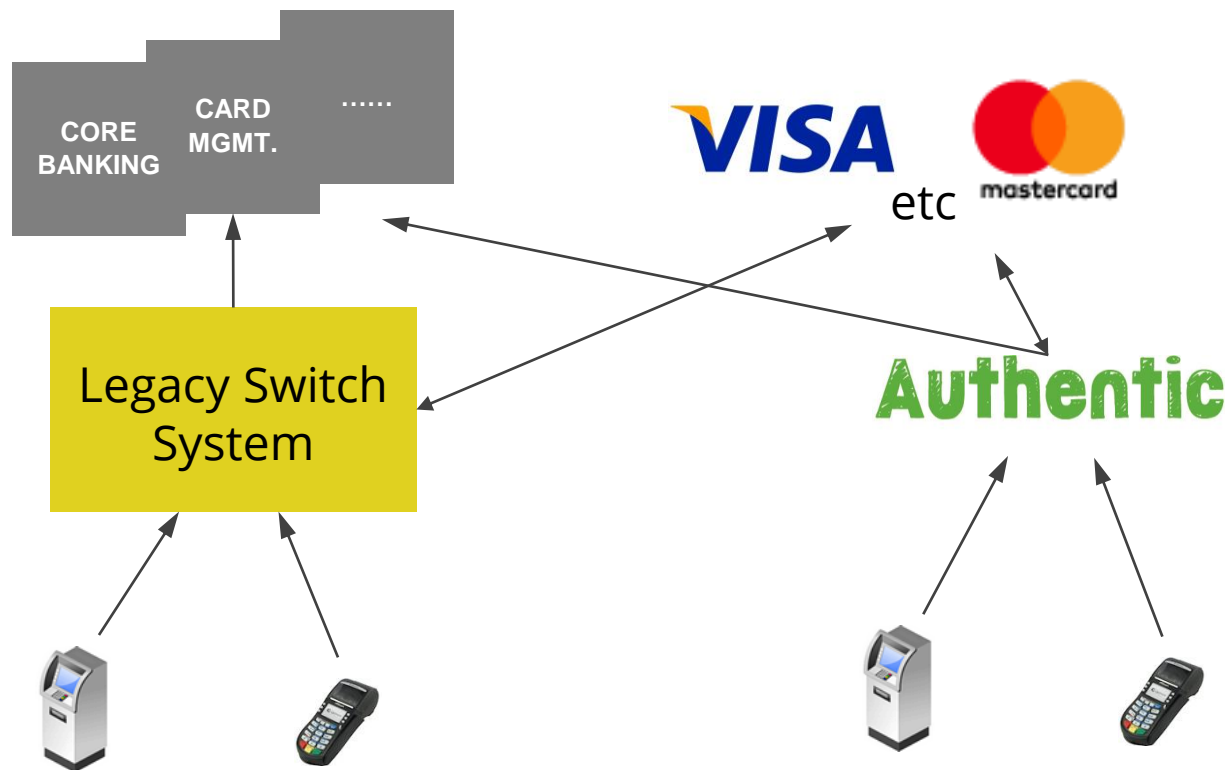 CORE
BANKING
CARD
MGMT.
......
VISA
mastercard
etc
Legacy Switch
System
Authentic